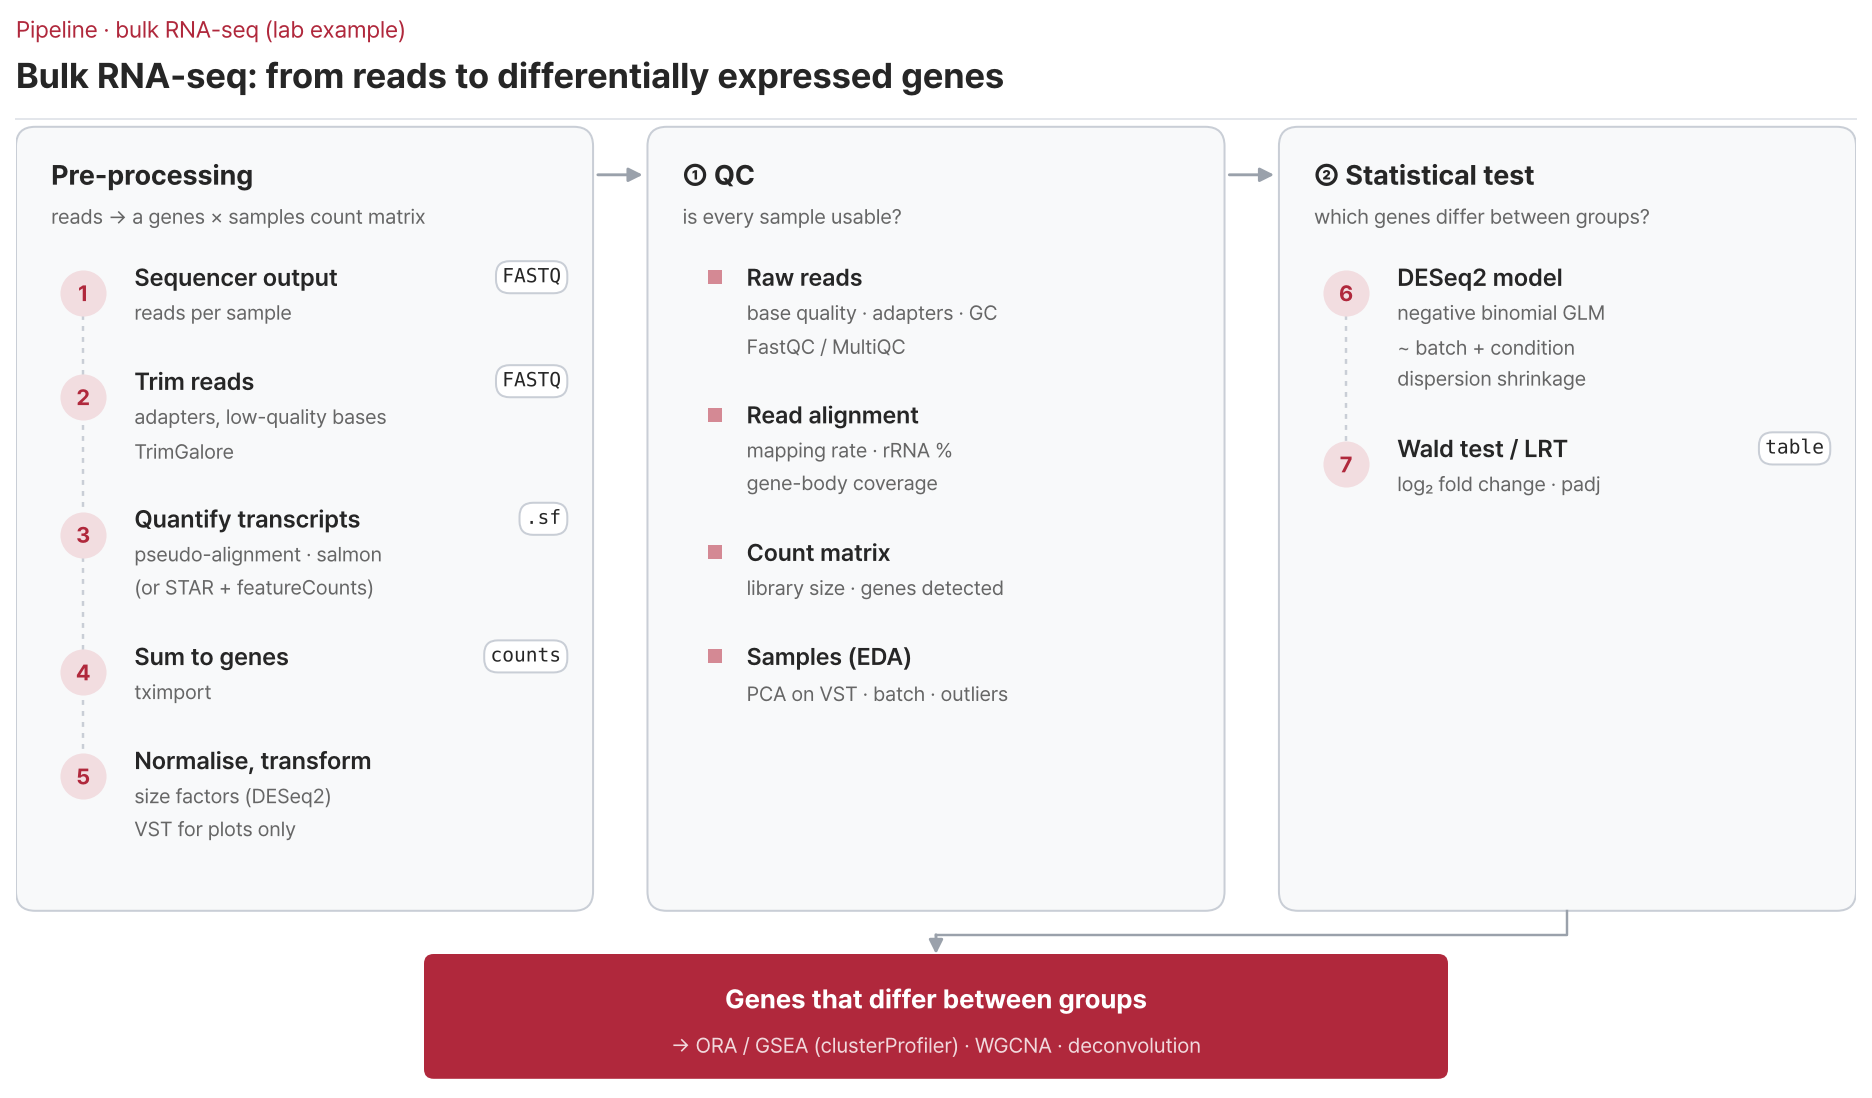 Pipeline · bulk RNA-seq (lab example)
Bulk RNA-seq: from reads to differentially expressed genes
Pre-processing
reads → a genes × samples count matrix
1
Sequencer output
FASTQ
reads per sample
2
Trim reads
FASTQ
adapters, low-quality bases
TrimGalore
3
Quantify transcripts
.sf
pseudo-alignment · salmon
(or STAR + featureCounts)
4
Sum to genes
counts
tximport
5
Normalise, transform
size factors (DESeq2)
VST for plots only
① QC
is every sample usable?
Raw reads
base quality · adapters · GC
FastQC / MultiQC
Read alignment
mapping rate · rRNA %
gene-body coverage
Count matrix
library size · genes detected
Samples (EDA)
PCA on VST · batch · outliers
② Statistical test
which genes differ between groups?
6
DESeq2 model
negative binomial GLM
~ batch + condition
dispersion shrinkage
7
Wald test / LRT
table
log₂ fold change · padj
Genes that differ between groups
→ ORA / GSEA (clusterProfiler) · WGCNA · deconvolution